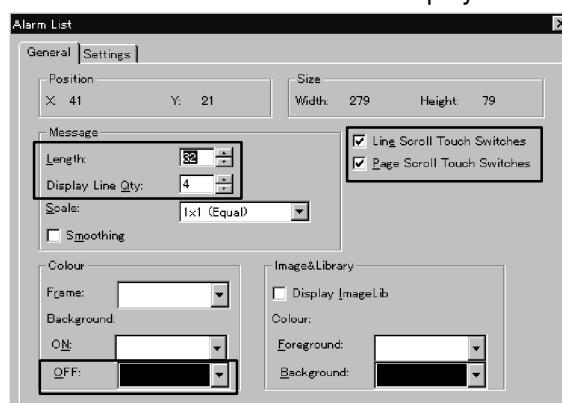 Alarm List
General Settings
Position
X: 41 Y: 21
Size
Width: 279 Height: 79
Message
Length: 32
Display Line Qty: 4
Scale: 1x1 (Equal)
Smoothing
Line Scroll Touch Switches
Page Scroll Touch Switches
Colour
Frame:
Background:
ON:
OFF:
Image&Library
Display ImageLib
Colour:
Foreground:
Background: